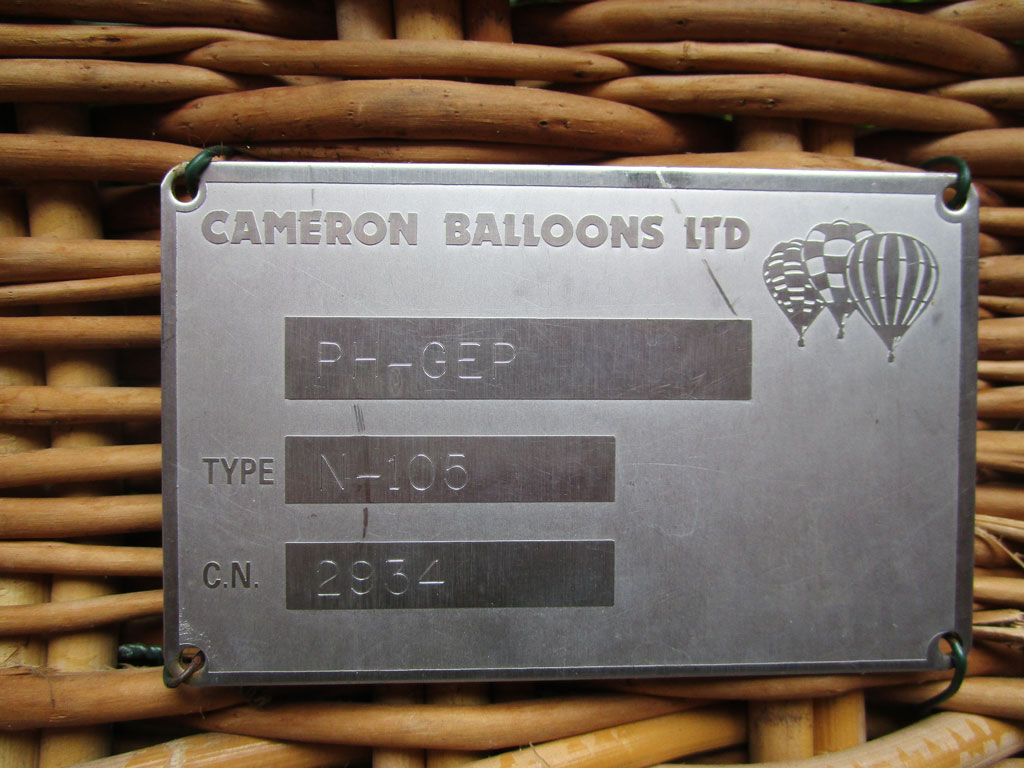 CAMERON BALLOONS LTD
PH-GEP
TYPE N-105
C.N. 2934